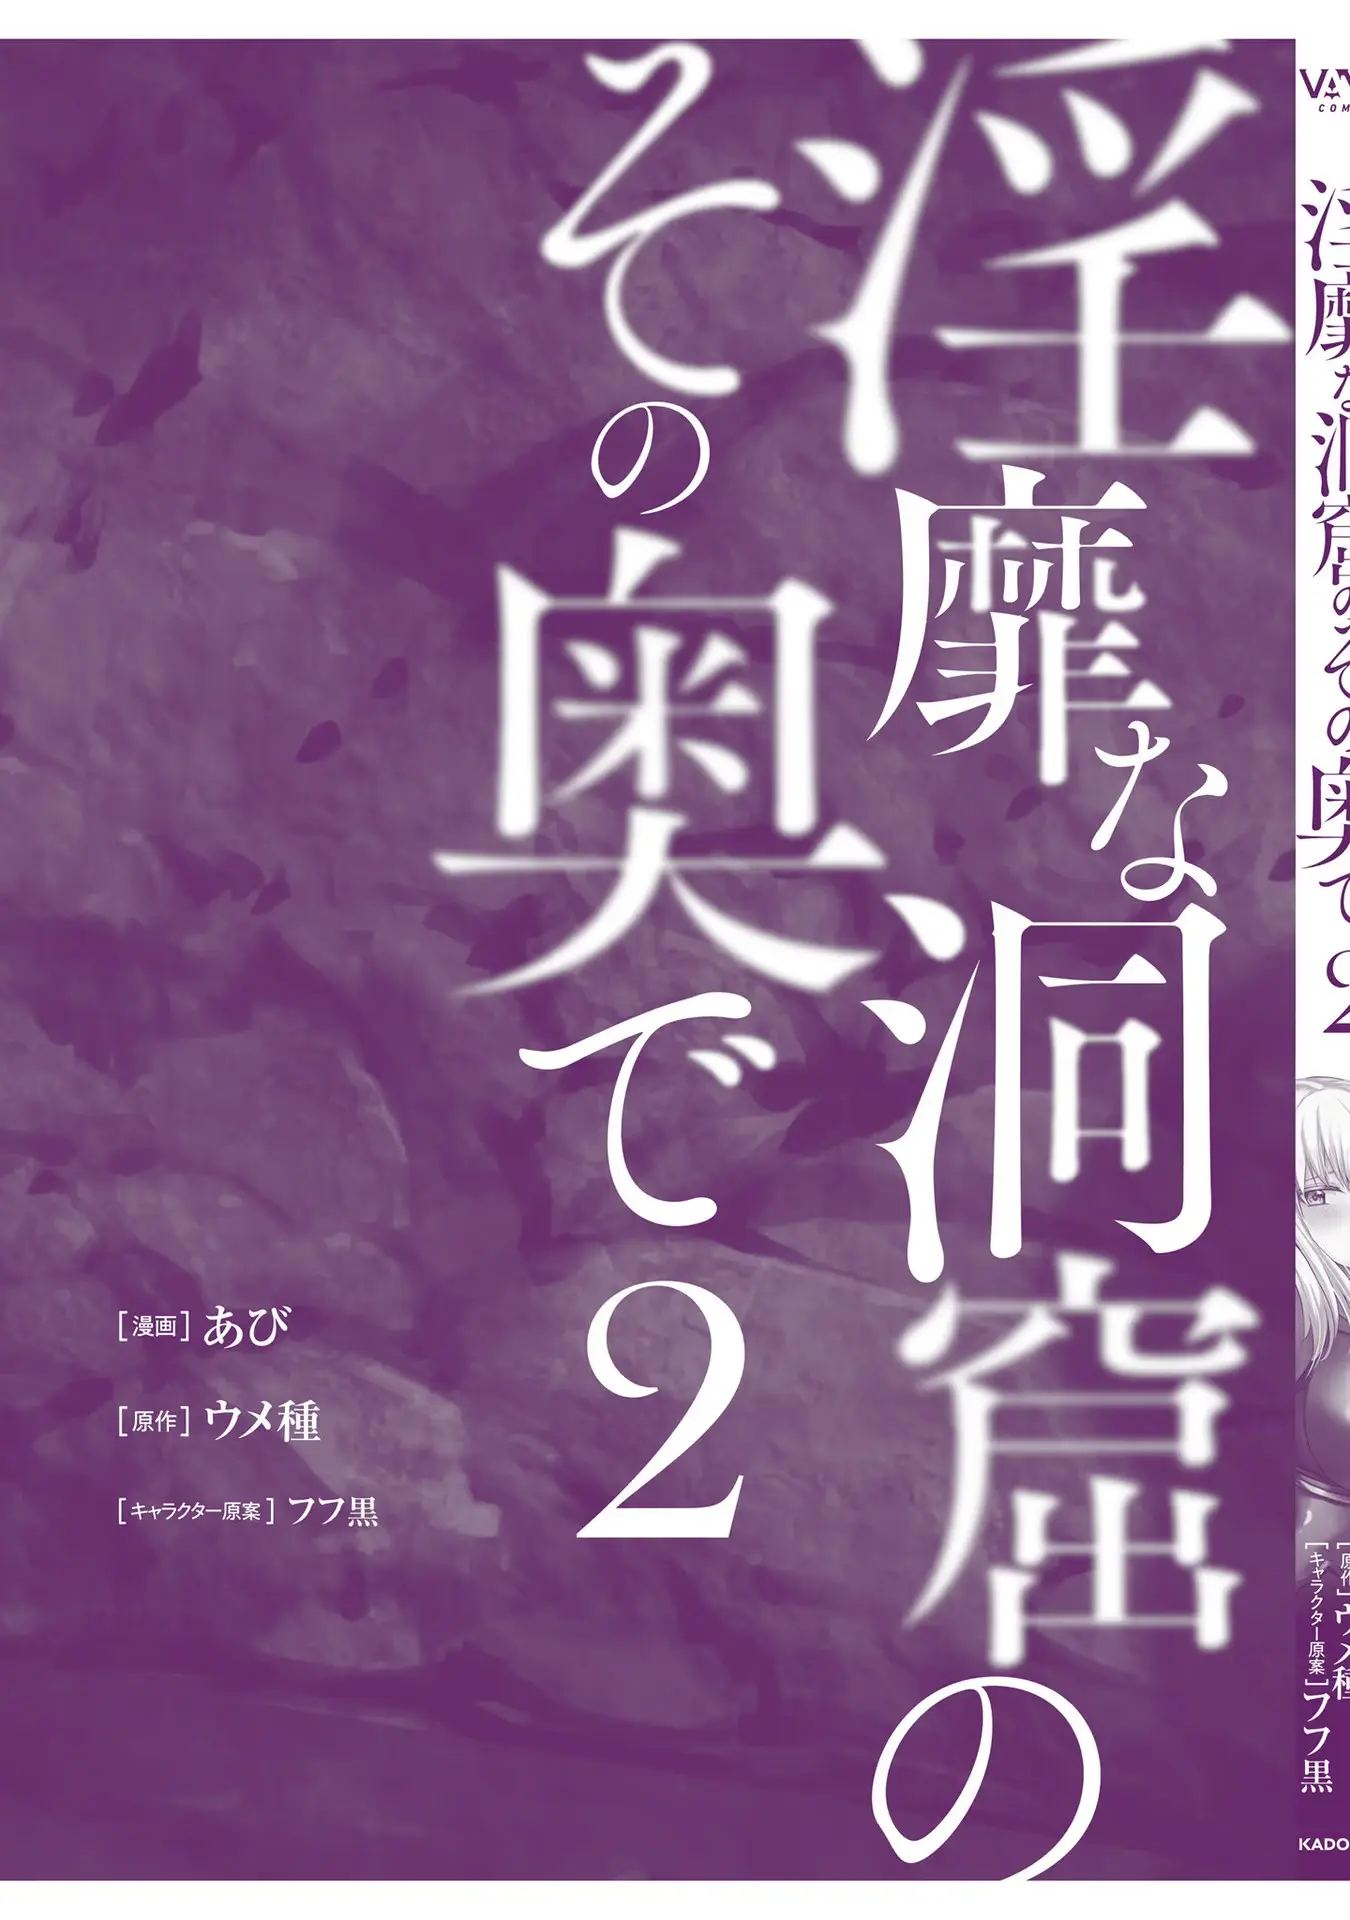 淫靡な洞窟の
その奥で
2
[漫画] あび
[原作] ウメ種
[キャラクター原案] フフ黒
淫靡な洞窟のその奥で 2
[原作] ウメ種
[キャラクター原案] フフ黒